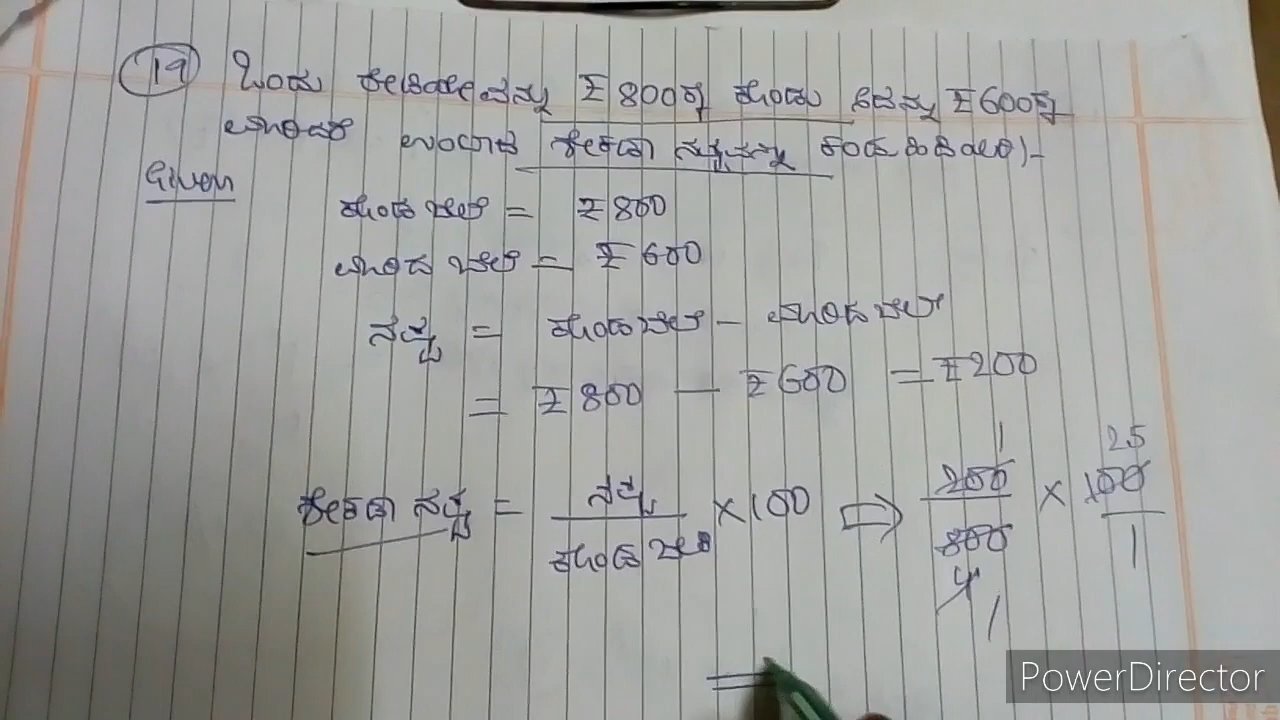 19 ಒಂದು ರೇಡಿಯೋವನ್ನು ₹800ಕ್ಕೆ ಕೊಂಡು ಅದನ್ನು ₹600ಕ್ಕೆ
ಮಾರಿದರೆ ಉಂಟಾದ ಶೇಕಡಾ ನಷ್ಟವನ್ನು ಕಂಡುಹಿಡಿಯಿರಿ)-
Given
ಕೊಂಡ ಬೆಲೆ = ₹800
ಮಾರಿದ ಬೆಲೆ = ₹600
ನಷ್ಟ = ಕೊಂಡ ಬೆಲೆ - ಮಾರಿದ ಬೆಲೆ
= ₹800 - ₹600 = ₹200
ಶೇಕಡಾ ನಷ್ಟ = ನಷ್ಟ / ಕೊಂಡ ಬೆಲೆ × 100 ⇒ 200 / 800 × 100 / 1
1 25
4 1
PowerDirector